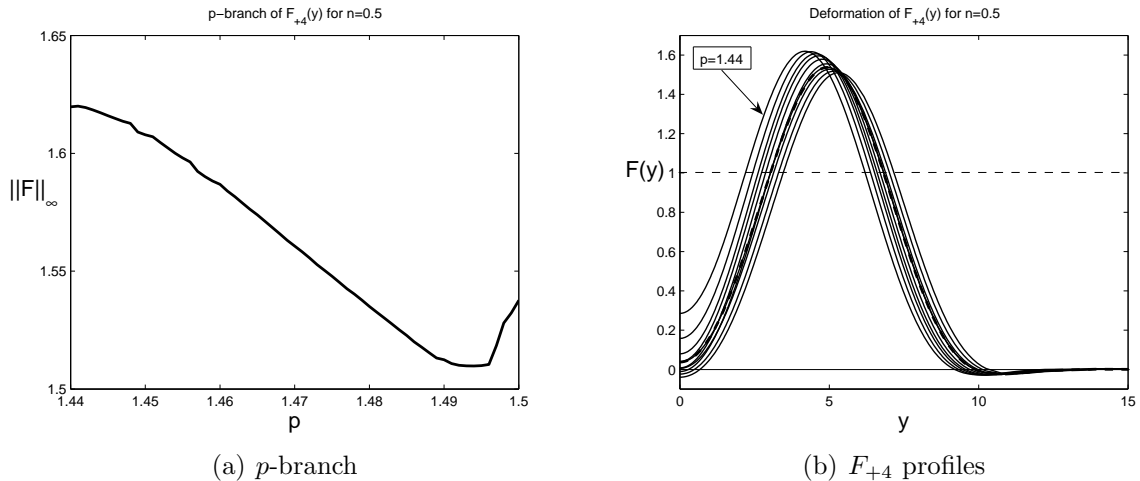 p−branch of F+4(y) for n=0.5
1.65
1.6
1.55
1.5
||F||∞
1.44
1.45
1.46
1.47
1.48
1.49
1.5
p
(a) p-branch
Deformation of F+4(y) for n=0.5
1.6
1.4
1.2
1
0.8
0.6
0.4
0.2
0
F(y)
p=1.44
0
5
10
15
y
(b) F+4 profiles